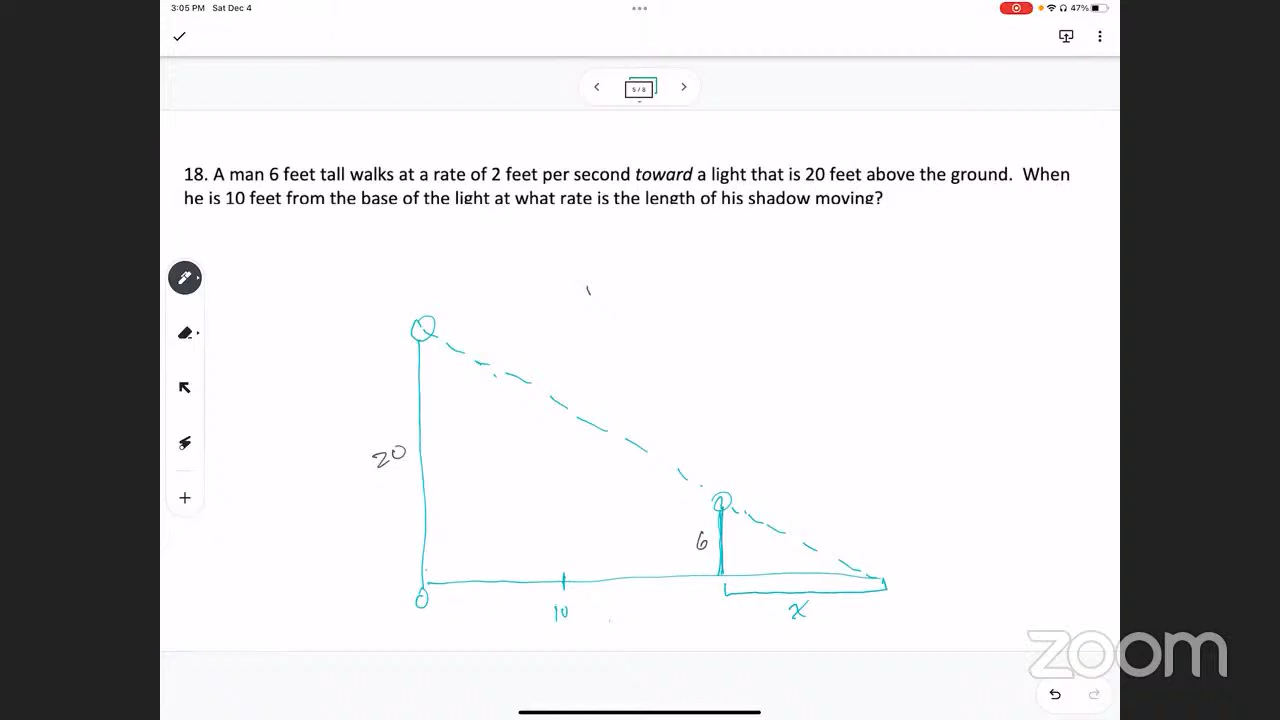 3:05 PM Sat Dec 4
47%
5 / 8
18. A man 6 feet tall walks at a rate of 2 feet per second toward a light that is 20 feet above the ground. When
he is 10 feet from the base of the light at what rate is the length of his shadow moving?
20
6
0
10
x
zoom